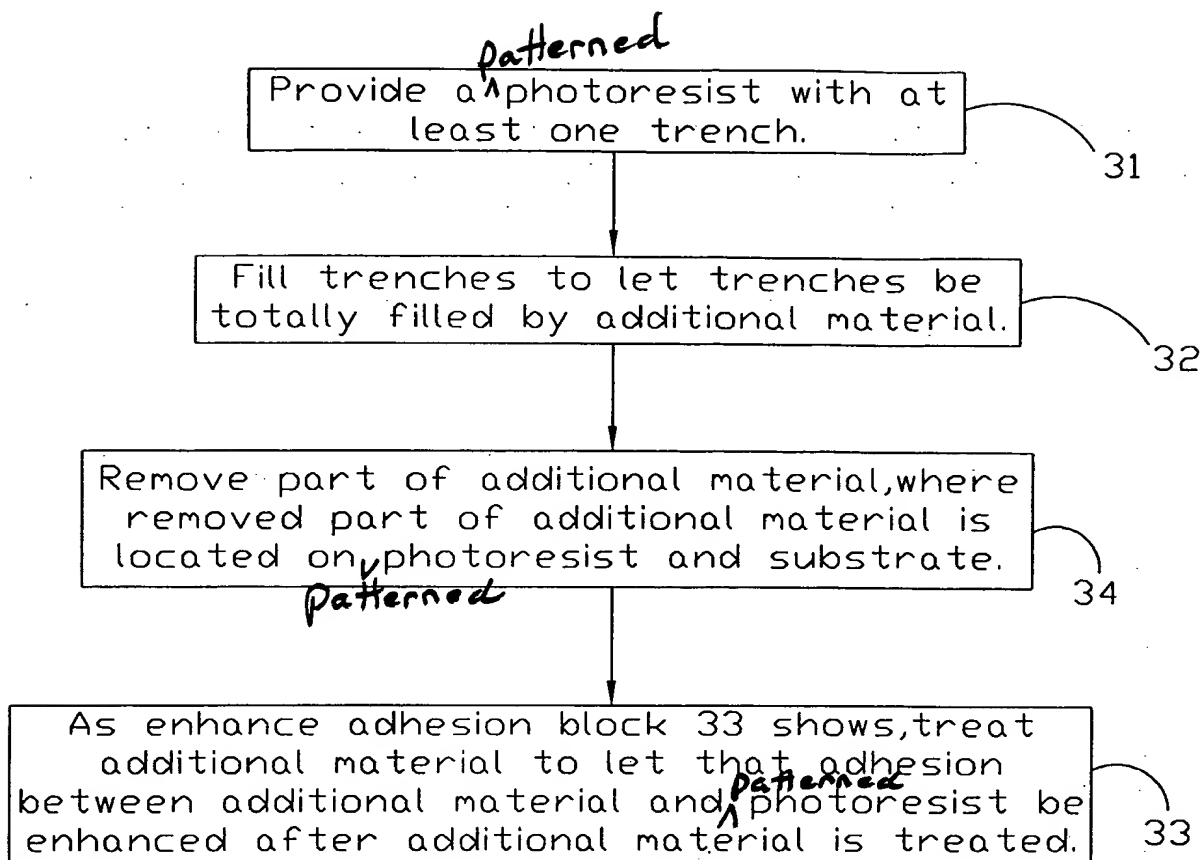 patterned
Provide a ^ photoresist with at
least one trench.
31
Fill trenches to let trenches be
totally filled by additional material.
32
Remove part of additional material,where
removed part of additional material is
located on photoresist and substrate.
patterned
34
As enhance adhesion block 33 shows,treat
additional material to let that adhesion
patterned
between additional material and ^ photoresist be
enhanced after additional material is treated.
33